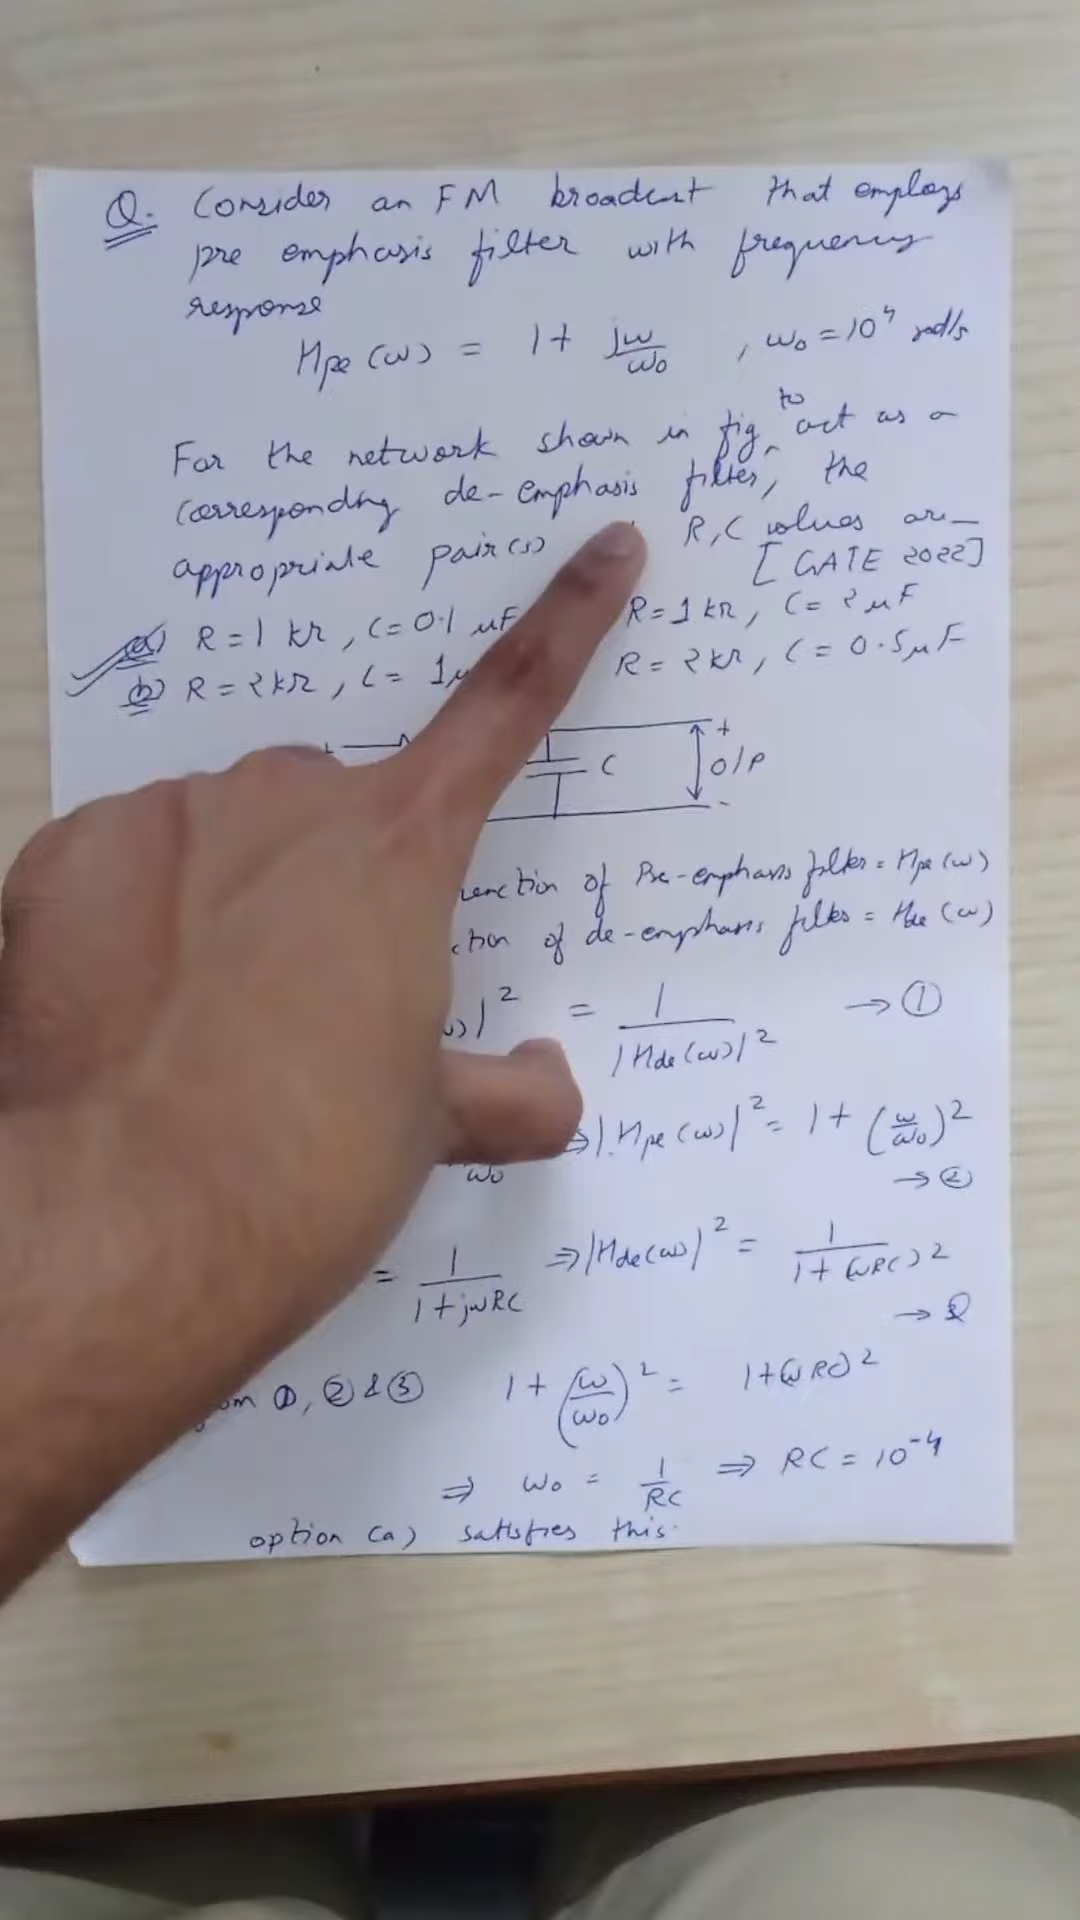 Q. Consider an FM broadcast that employs
pre emphasis filter with frequency
response
Hpe (ω) = 1 + jω/ω0 , ω0 = 10^4 rad/s
For the network shown in fig, to act as a
corresponding de-emphasis filter, the
appropriate pair(s) R, C values are_
[GATE 2022]
(a) R = 1 kΩ, C = 0.1 μF R = 1 kΩ, C = 2 μF
(b) R = 2 kΩ, C = 1 μ R = 2 kΩ, C = 0.5 μF
C
+
O/P
-
of Pre-emphasis filter = Hpe (ω)
of de-emphasis filter = Hde (ω)
|^2 = 1/|Hde (ω)|^2 → ①
ω0 ⇒ |Hpe (ω)|^2 = 1 + (ω/ω0)^2
→ ②
= 1/(1 + jωRC) ⇒ |Hde (ω)|^2 = 1/(1 + (ωRC)^2)
→ ③
①, ② & ③ 1 + (ω/ω0)^2 = 1 + (ωRC)^2
⇒ ω0 = 1/RC ⇒ RC = 10^-4
option (a) satisfies this.